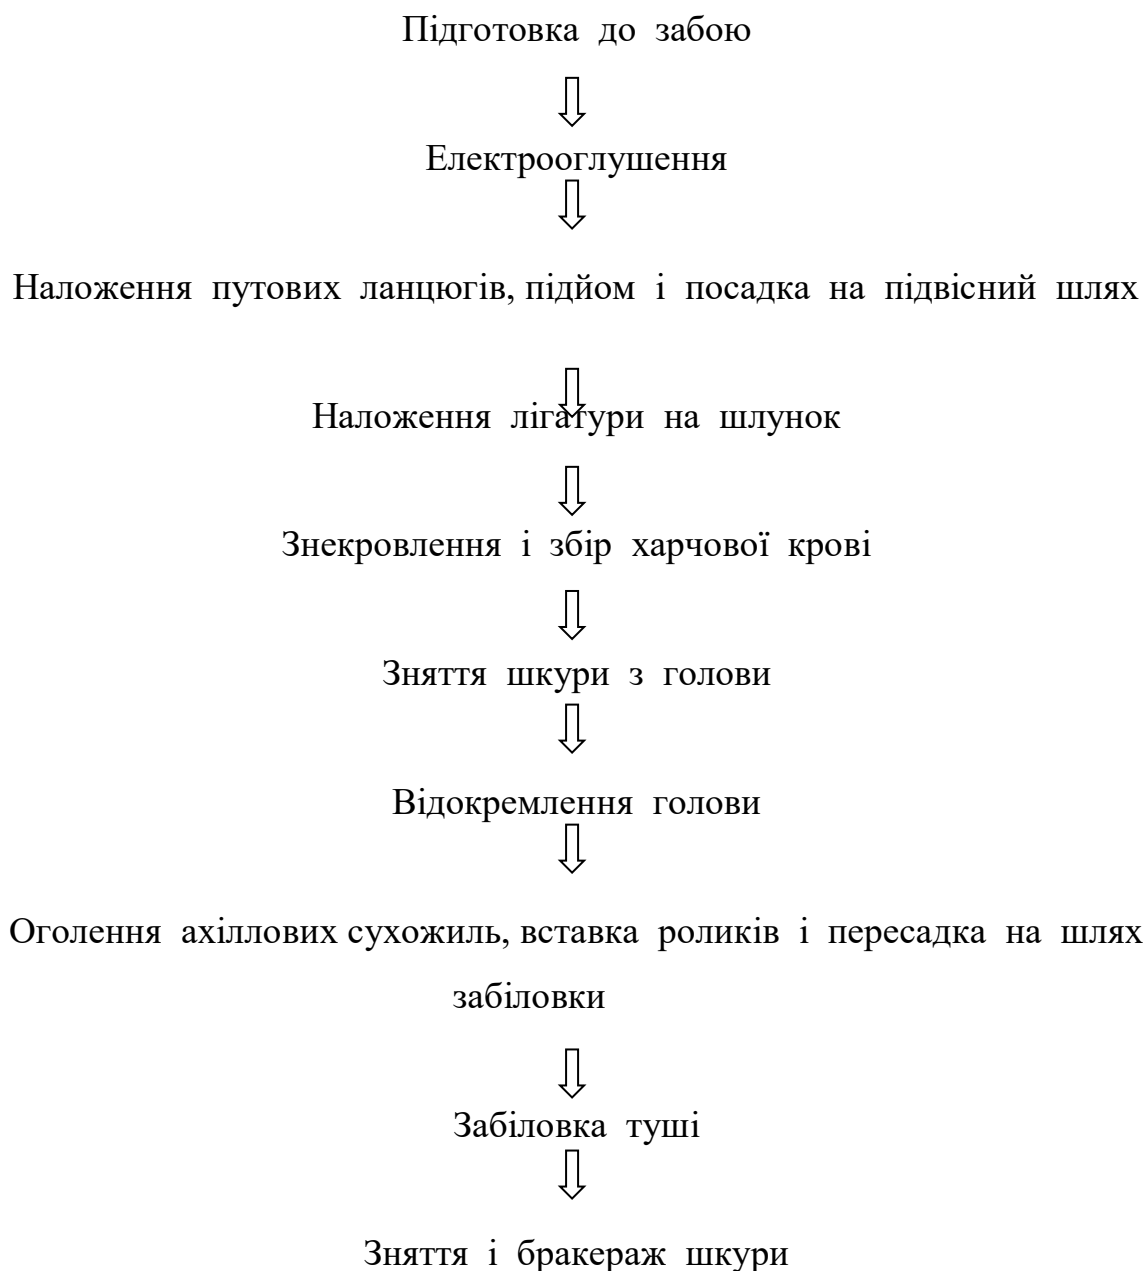 Підготовка до забою
Електрооглушення
Наложення путових ланцюгів, підйом і посадка на підвісний шлях
Наложення лігатури на шлунок
Знекровлення і збір харчової крові
Зняття шкури з голови
Відокремлення голови
Оголення ахіллових сухожиль, вставка роликів і пересадка на шлях
забіловки
Забіловка туші
Зняття і бракераж шкури